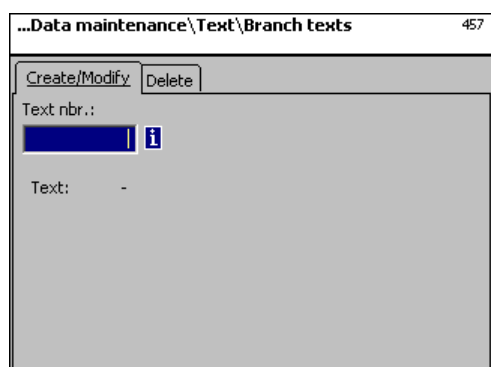 ...Data maintenance\Text\Branch texts 457
Create/Modify Delete
Text nbr.:
i
Text: -